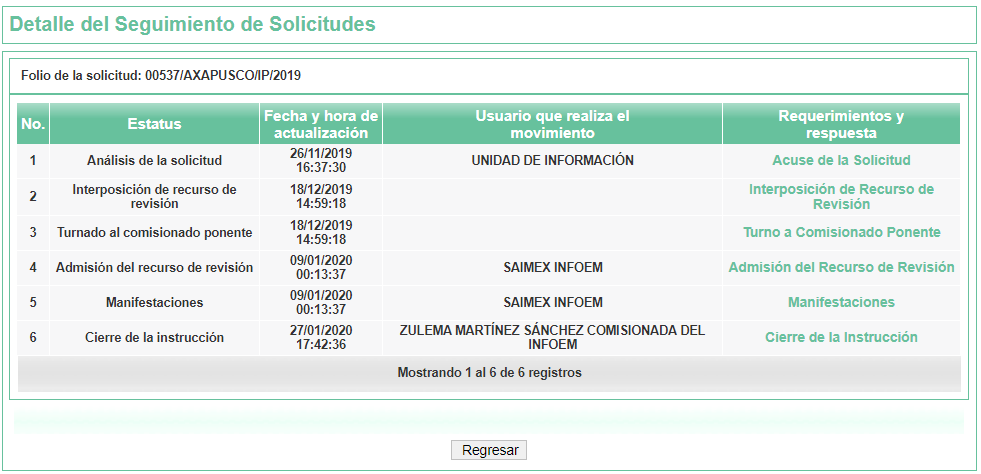 Detalle del Seguimiento de Solicitudes
Folio de la solicitud: 00537/AXAPUSCO/IP/2019
No. Estatus Fecha y hora de actualización Usuario que realiza el movimiento Requerimientos y respuesta
1 Análisis de la solicitud 26/11/2019 16:37:30 UNIDAD DE INFORMACIÓN Acuse de la Solicitud
2 Interposición de recurso de revisión 18/12/2019 14:59:18 Interposición de Recurso de Revisión
3 Turnado al comisionado ponente 18/12/2019 14:59:18 Turno a Comisionado Ponente
4 Admisión del recurso de revisión 09/01/2020 00:13:37 SAIMEX INFOEM Admisión del Recurso de Revisión
5 Manifestaciones 09/01/2020 00:13:37 SAIMEX INFOEM Manifestaciones
6 Cierre de la instrucción 27/01/2020 17:42:36 ZULEMA MARTÍNEZ SÁNCHEZ COMISIONADA DEL INFOEM Cierre de la Instrucción
Mostrando 1 al 6 de 6 registros
Regresar